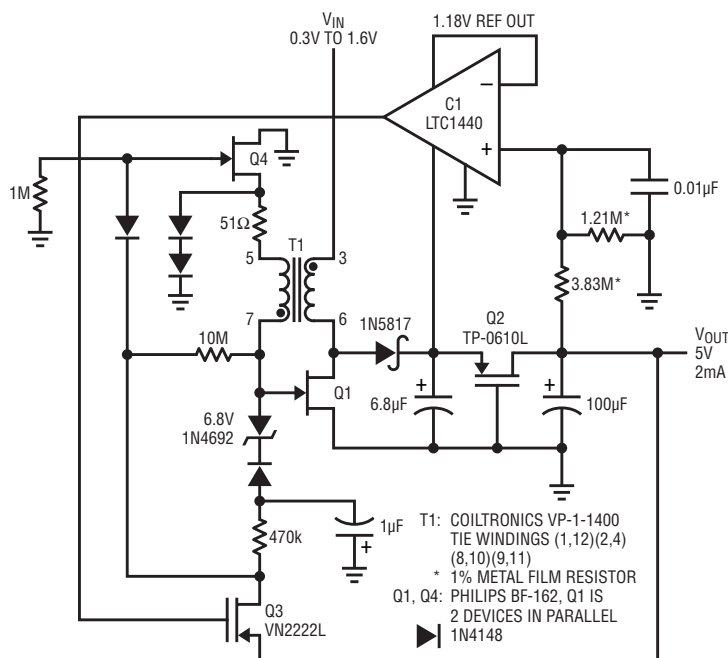 VIN
0.3V TO 1.6V
1.18V REF OUT
C1
LTC1440
−
+
Q4
1M
0.01µF
51Ω
1.21M*
T1
5
3
3.83M*
7
6
1N5817
Q2
TP-0610L
VOUT
5V
2mA
10M
Q1
+
6.8µF
+
100µF
6.8V
1N4692
1µF
+
470k
Q3
VN2222L
T1: COILTRONICS VP-1-1400
TIE WINDINGS (1,12)(2,4)
(8,10)(9,11)
* 1% METAL FILM RESISTOR
Q1, Q4: PHILIPS BF-162, Q1 IS
2 DEVICES IN PARALLEL
1N4148